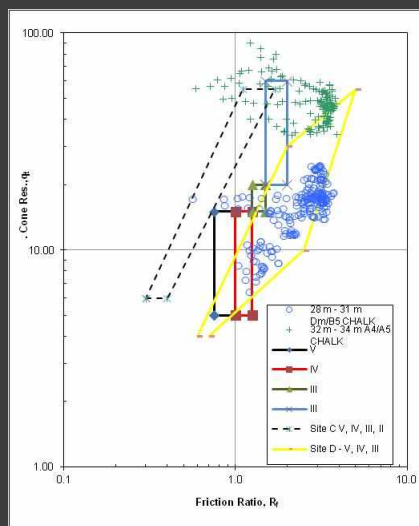 100.00
. Cone Res.,qt
10.00
1.00
0.1
1.0
10.0
Friction Ratio, Rf
28 m - 31 m
Dm/B5 CHALK
32 m - 34 m A4/A5
CHALK
V
IV
III
III
Site C V, IV, III, II
Site D - V, IV, III